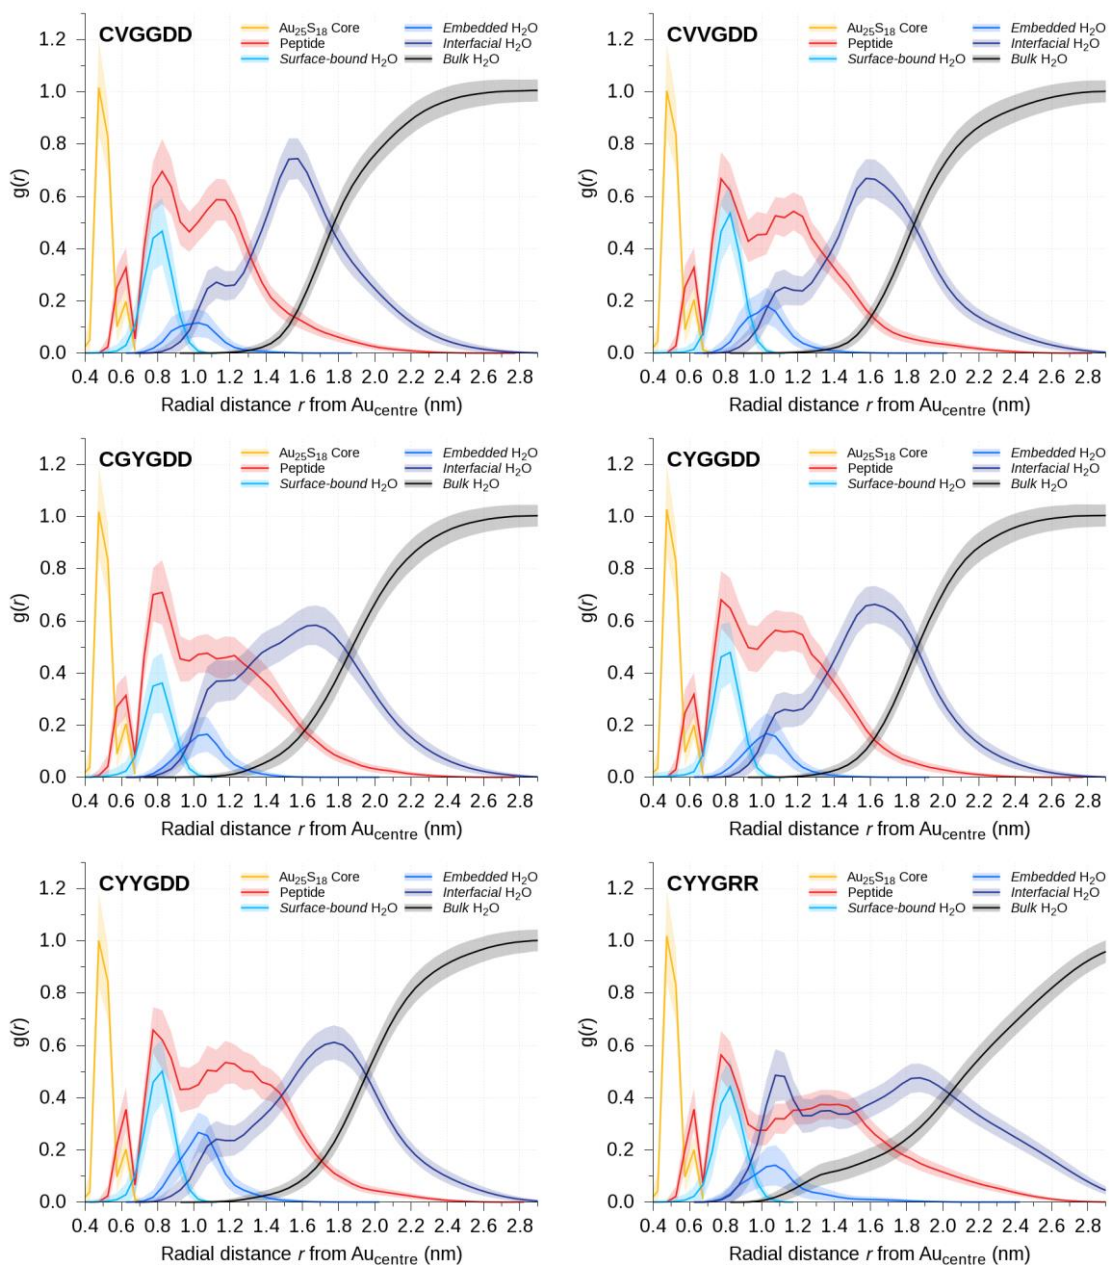 CVGGDD
Au25S18 Core
Peptide
Surface-bound H2O
Embedded H2O
Interfacial H2O
Bulk H2O
g(r)
1.2
1.0
0.8
0.6
0.4
0.2
0.0
0.4 0.6 0.8 1.0 1.2 1.4 1.6 1.8 2.0 2.2 2.4 2.6 2.8
Radial distance r from Aucentre (nm)
CVVGDD
Au25S18 Core
Peptide
Surface-bound H2O
Embedded H2O
Interfacial H2O
Bulk H2O
g(r)
1.2
1.0
0.8
0.6
0.4
0.2
0.0
0.4 0.6 0.8 1.0 1.2 1.4 1.6 1.8 2.0 2.2 2.4 2.6 2.8
Radial distance r from Aucentre (nm)
CGYGDD
Au25S18 Core
Peptide
Surface-bound H2O
Embedded H2O
Interfacial H2O
Bulk H2O
g(r)
1.2
1.0
0.8
0.6
0.4
0.2
0.0
0.4 0.6 0.8 1.0 1.2 1.4 1.6 1.8 2.0 2.2 2.4 2.6 2.8
Radial distance r from Aucentre (nm)
CYGGDD
Au25S18 Core
Peptide
Surface-bound H2O
Embedded H2O
Interfacial H2O
Bulk H2O
g(r)
1.2
1.0
0.8
0.6
0.4
0.2
0.0
0.4 0.6 0.8 1.0 1.2 1.4 1.6 1.8 2.0 2.2 2.4 2.6 2.8
Radial distance r from Aucentre (nm)
CYYGDD
Au25S18 Core
Peptide
Surface-bound H2O
Embedded H2O
Interfacial H2O
Bulk H2O
g(r)
1.2
1.0
0.8
0.6
0.4
0.2
0.0
0.4 0.6 0.8 1.0 1.2 1.4 1.6 1.8 2.0 2.2 2.4 2.6 2.8
Radial distance r from Aucentre (nm)
CYYGRR
Au25S18 Core
Peptide
Surface-bound H2O
Embedded H2O
Interfacial H2O
Bulk H2O
g(r)
1.2
1.0
0.8
0.6
0.4
0.2
0.0
0.4 0.6 0.8 1.0 1.2 1.4 1.6 1.8 2.0 2.2 2.4 2.6 2.8
Radial distance r from Aucentre (nm)